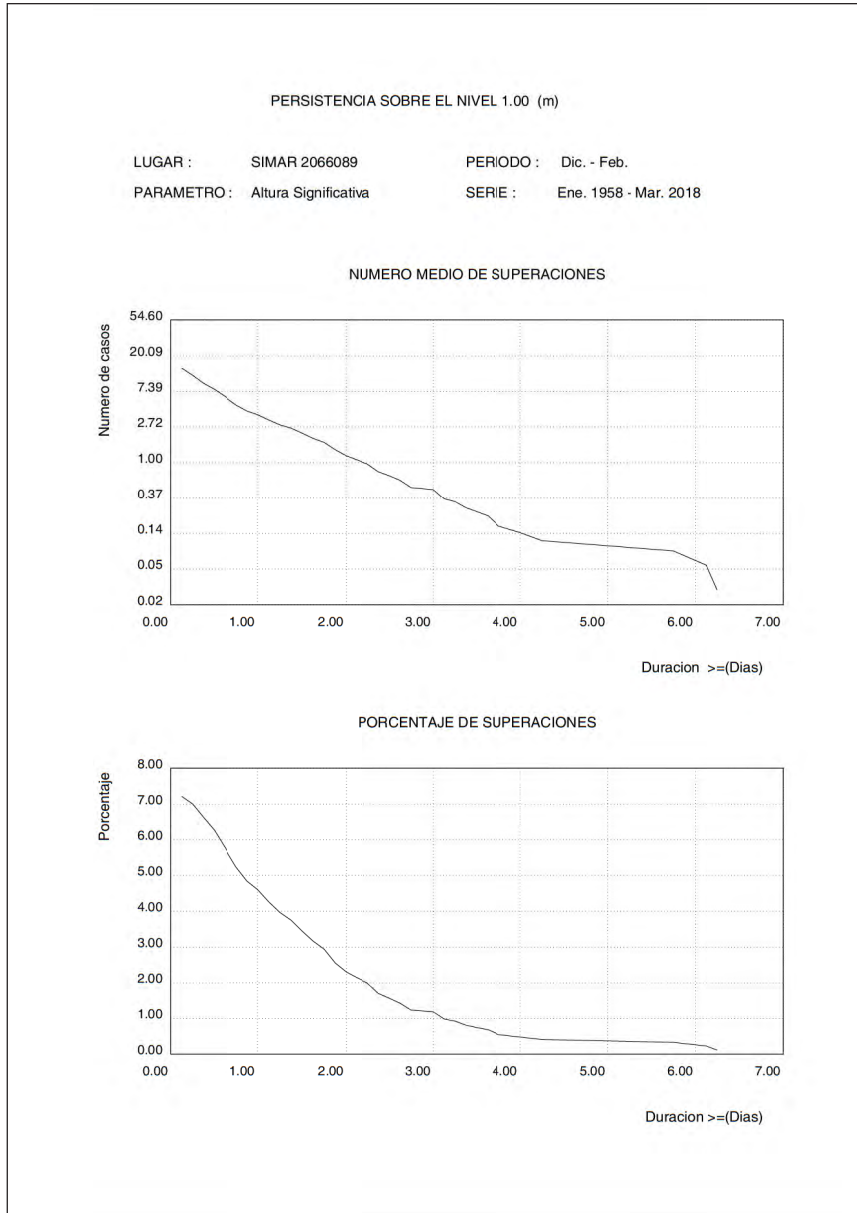 PERSISTENCIA SOBRE EL NIVEL 1.00 (m)
LUGAR : SIMAR 2066089 PERIODO : Dic. - Feb.
PARAMETRO : Altura Significativa SERIE : Ene. 1958 - Mar. 2018
NUMERO MEDIO DE SUPERACIONES
Numero de casos
54.60
20.09
7.39
2.72
1.00
0.37
0.14
0.05
0.02
0.00 1.00 2.00 3.00 4.00 5.00 6.00 7.00
Duracion >=(Dias)
PORCENTAJE DE SUPERACIONES
Porcentaje
8.00
7.00
6.00
5.00
4.00
3.00
2.00
1.00
0.00
0.00 1.00 2.00 3.00 4.00 5.00 6.00 7.00
Duracion >=(Dias)